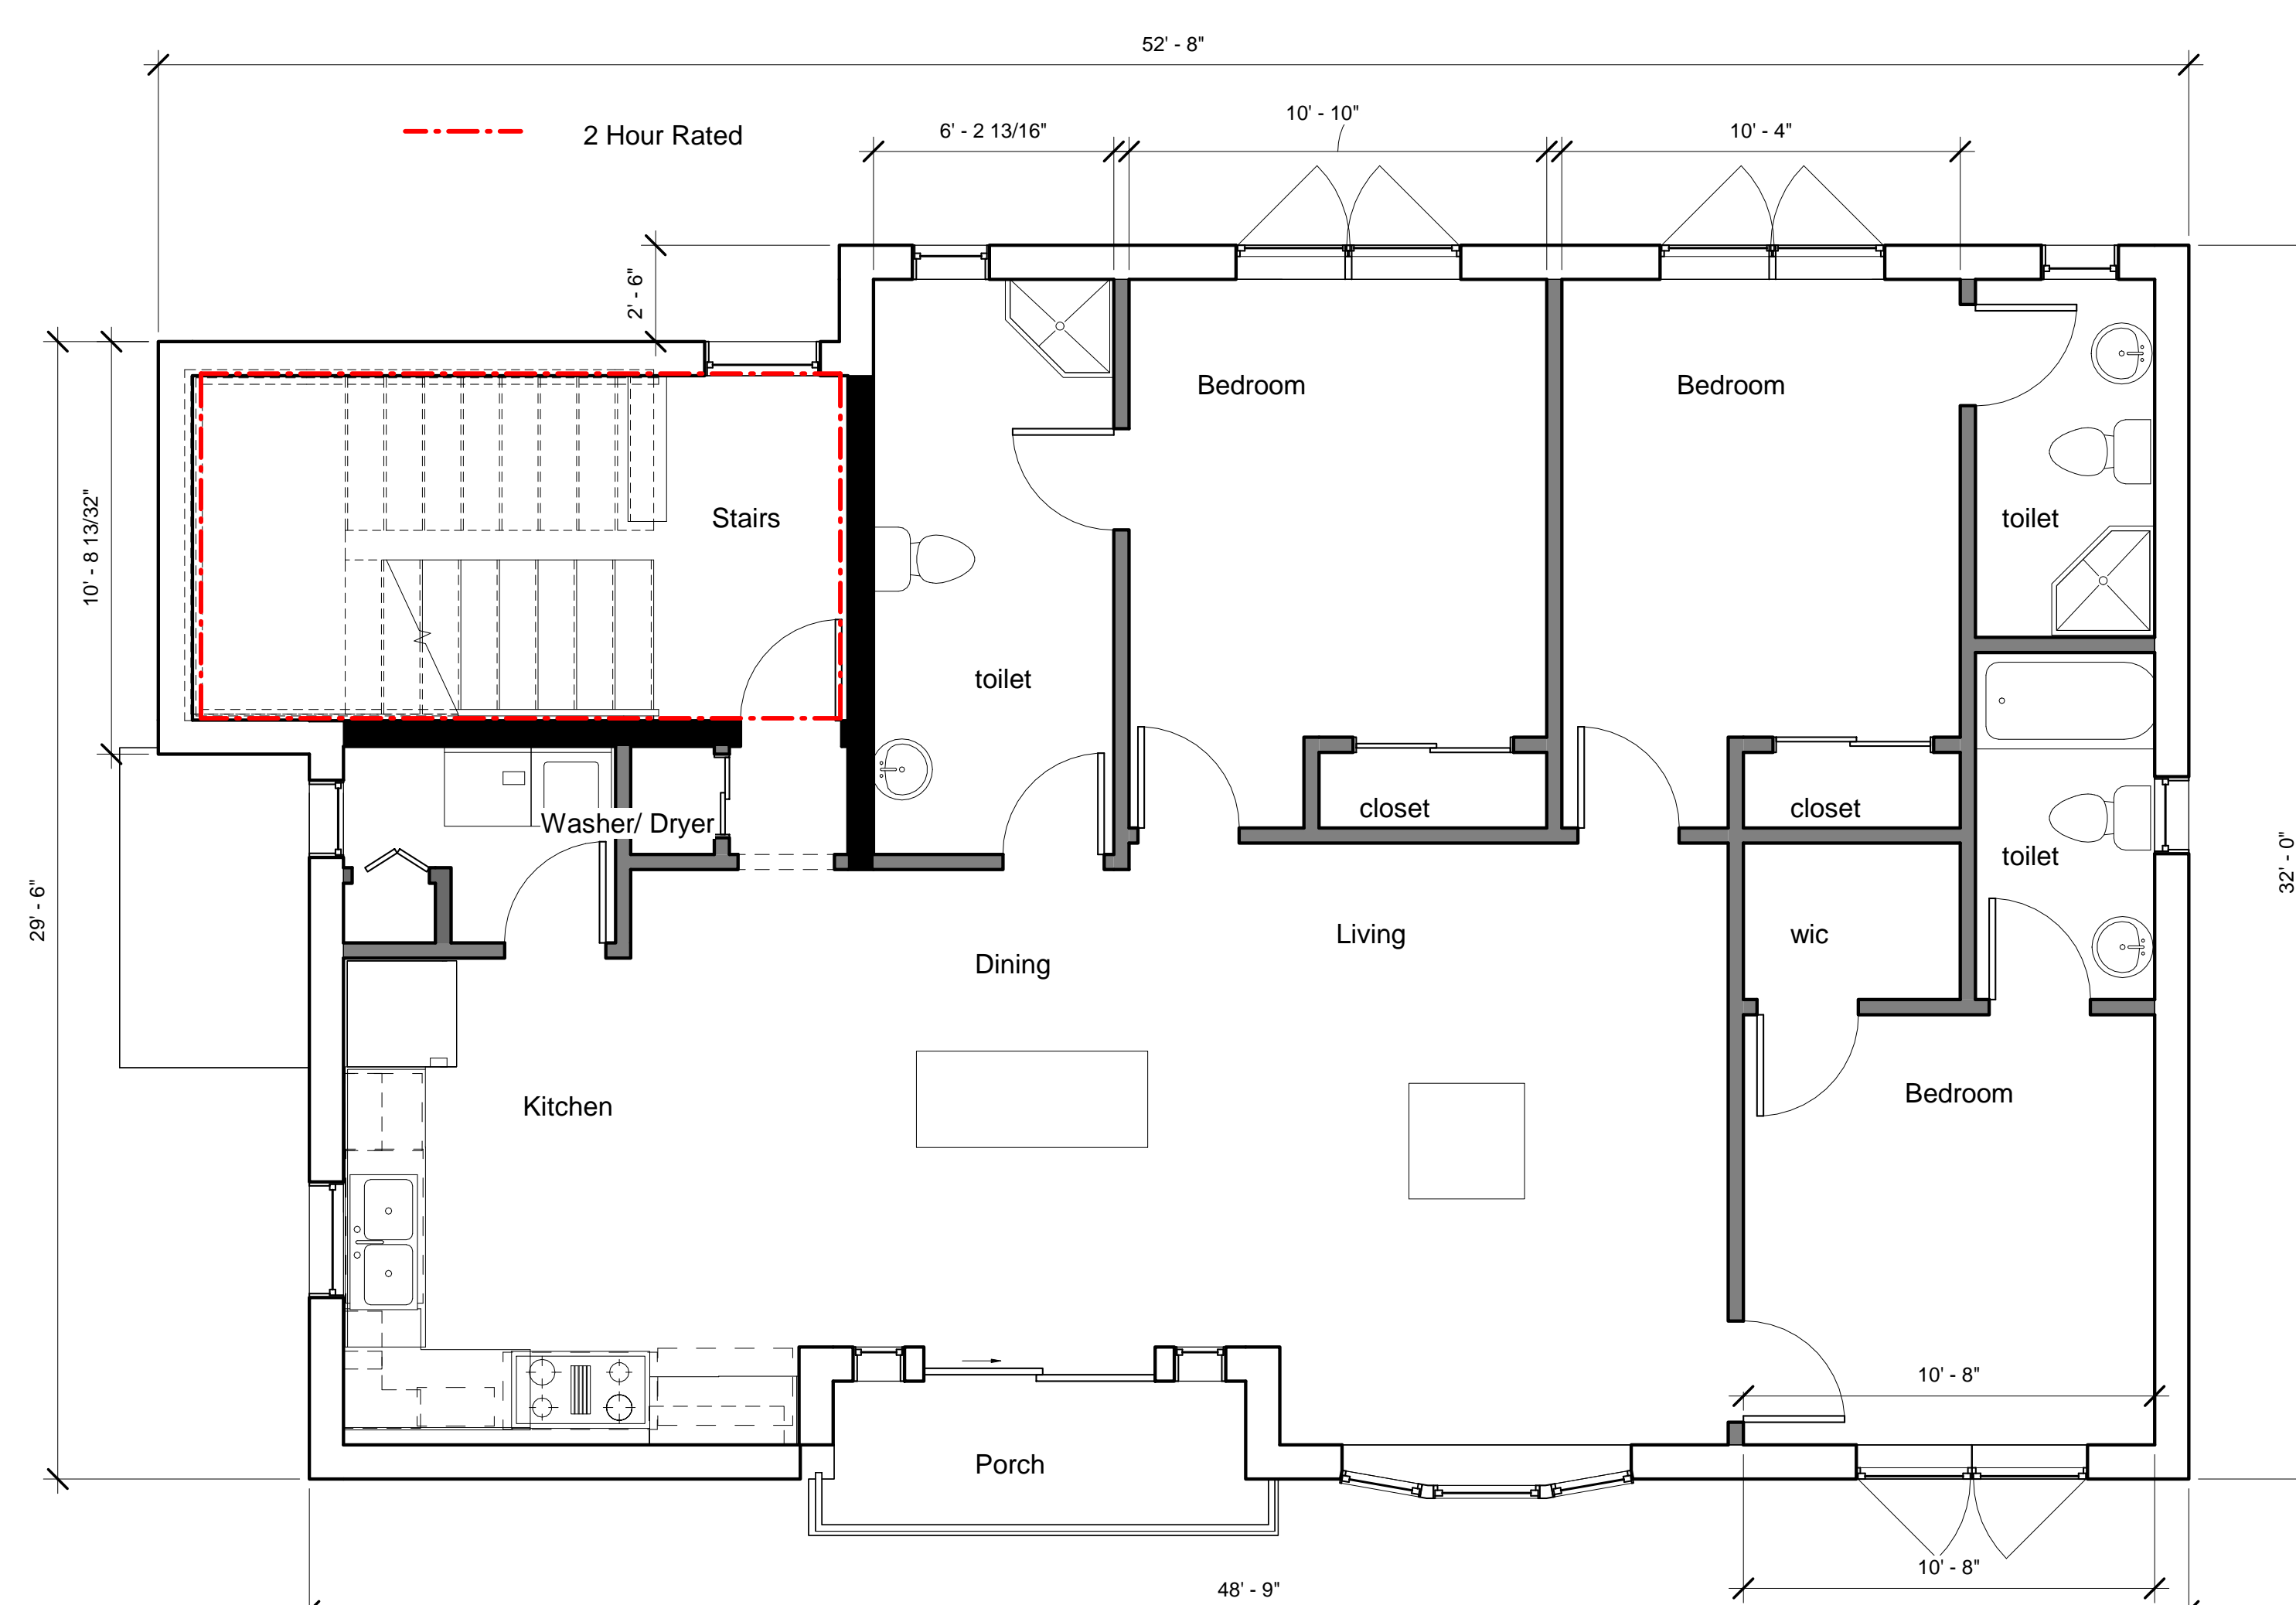 52' - 8"
2 Hour Rated
6' - 2 13/16"
10' - 10"
10' - 4"
2' - 6"
Bedroom
Bedroom
Stairs
toilet
10' - 8 13/32"
toilet
closet
closet
Washer/ Dryer
toilet
32' - 0"
29' - 6"
Living
wic
Dining
Kitchen
Bedroom
10' - 8"
Porch
10' - 8"
48' - 9"